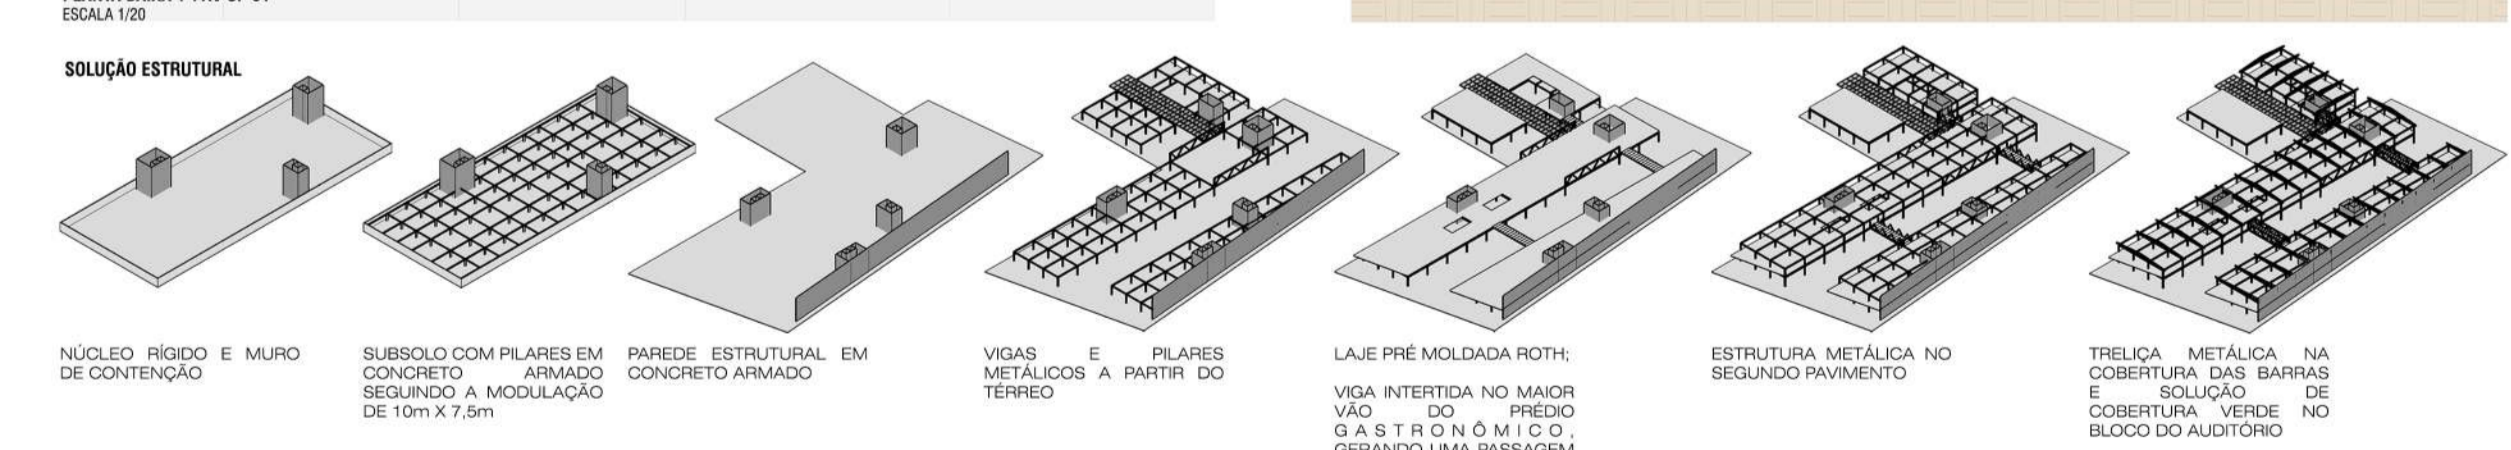 ESCALA 1/20
SOLUÇÃO ESTRUTURAL
NÚCLEO RÍGIDO E MURO
DE CONTENÇÃO
SUBSOLO COM PILARES EM
CONCRETO ARMADO
SEGUINDO A MODULAÇÃO
DE 10m X 7,5m
PAREDE ESTRUTURAL EM
CONCRETO ARMADO
VIGAS E PILARES
METÁLICOS A PARTIR DO
TÉRREO
LAJE PRÉ MOLDADA ROTH;
VIGA INTERTIDA NO MAIOR
VÃO DO PRÉDIO
GASTRONÔMICO,
GERANDO UMA PASSAGEM
ESTRUTURA METÁLICA NO
SEGUNDO PAVIMENTO
TRELIÇA METÁLICA NA
COBERTURA DAS BARRAS
E SOLUÇÃO DE
COBERTURA VERDE NO
BLOCO DO AUDITÓRIO